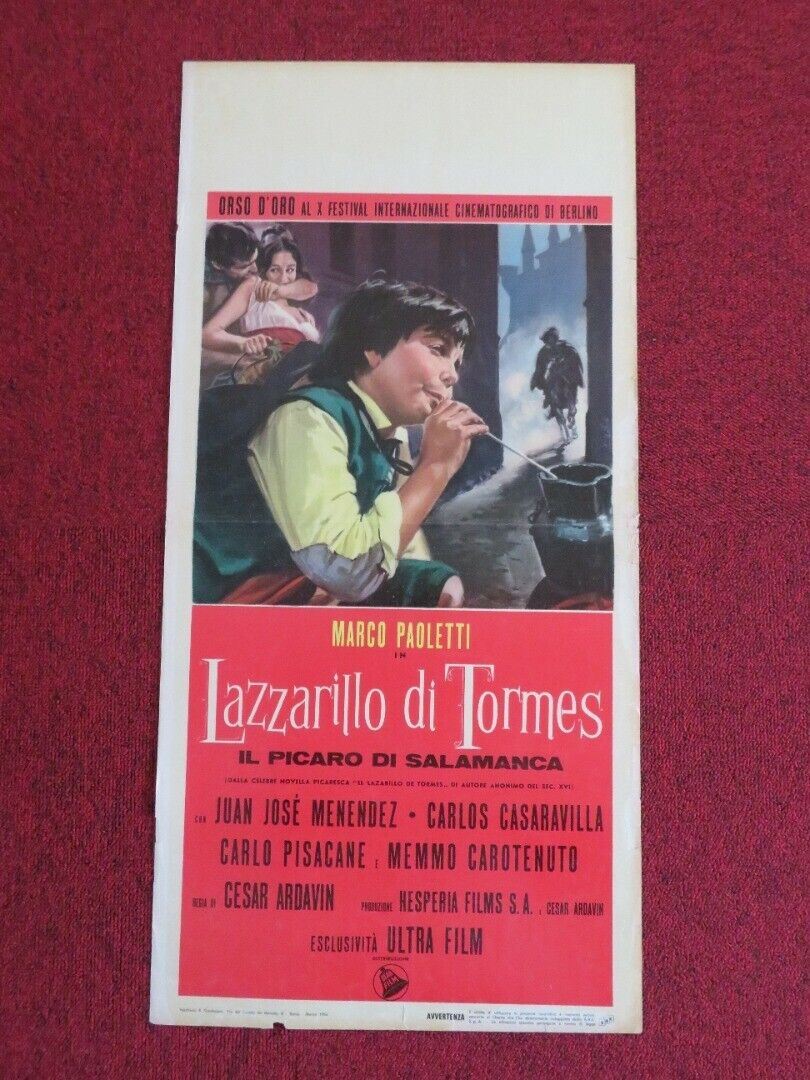 ORSO D'ORO AL X FESTIVAL INTERNAZIONALE CINEMATOGRAFICO DI BERLINO
MARCO PAOLETTI
IN
Lazzarillo di Tormes
IL PICARO DI SALAMANCA
(DALLA CELEBRE NOVELLA PICARESCA "EL LAZARILLO DE TORMES" DI AUTORE ANONIMO DEL SEC. XVI)
CON JUAN JOSÉ MENENDEZ • CARLOS CASARAVILLA
CARLO PISACANE E MEMMO CAROTENUTO
REGIA DI CESAR ARDAVIN PRODUZIONE HESPERIA FILMS S.A. E CESAR ARDAVIN
ESCLUSIVITÀ ULTRA FILM
DISTRIBUZIONE
AVVERTENZA